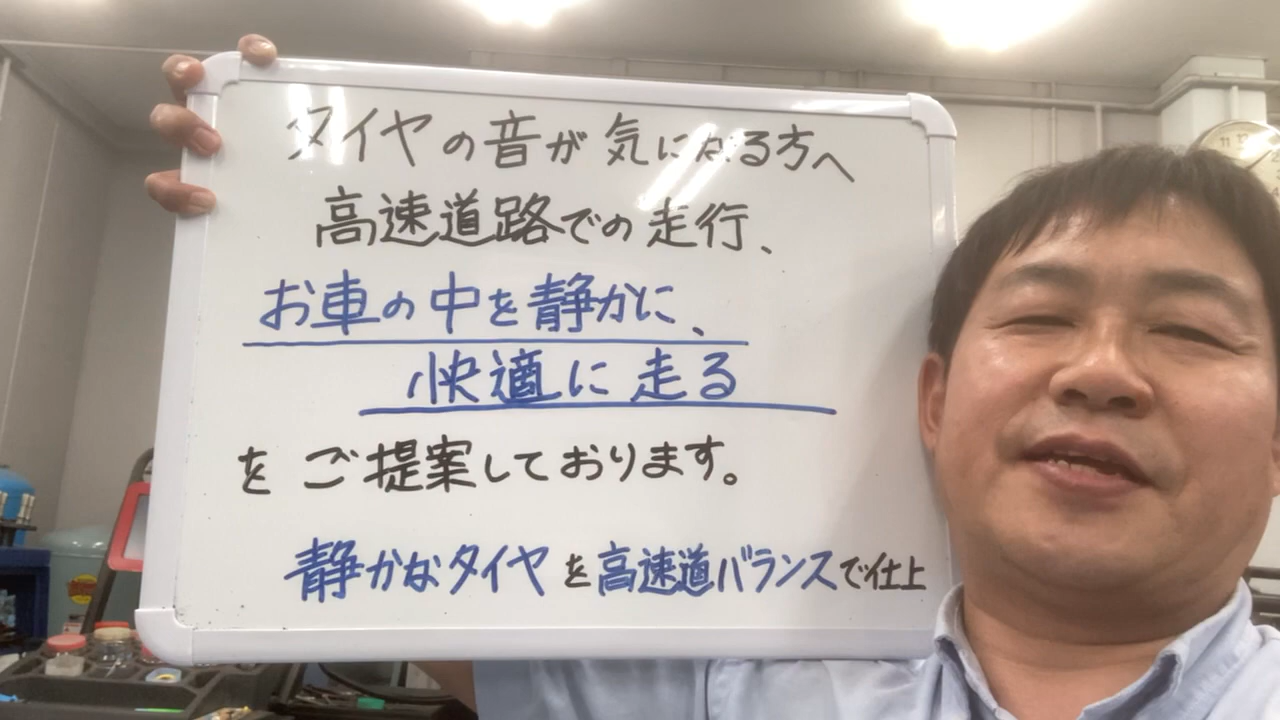 タイヤの音が気になる方へ
高速道路での走行、
お車の中を静かに、
快適に走る
をご提案しております。
静かなタイヤを高速道バランスで仕上